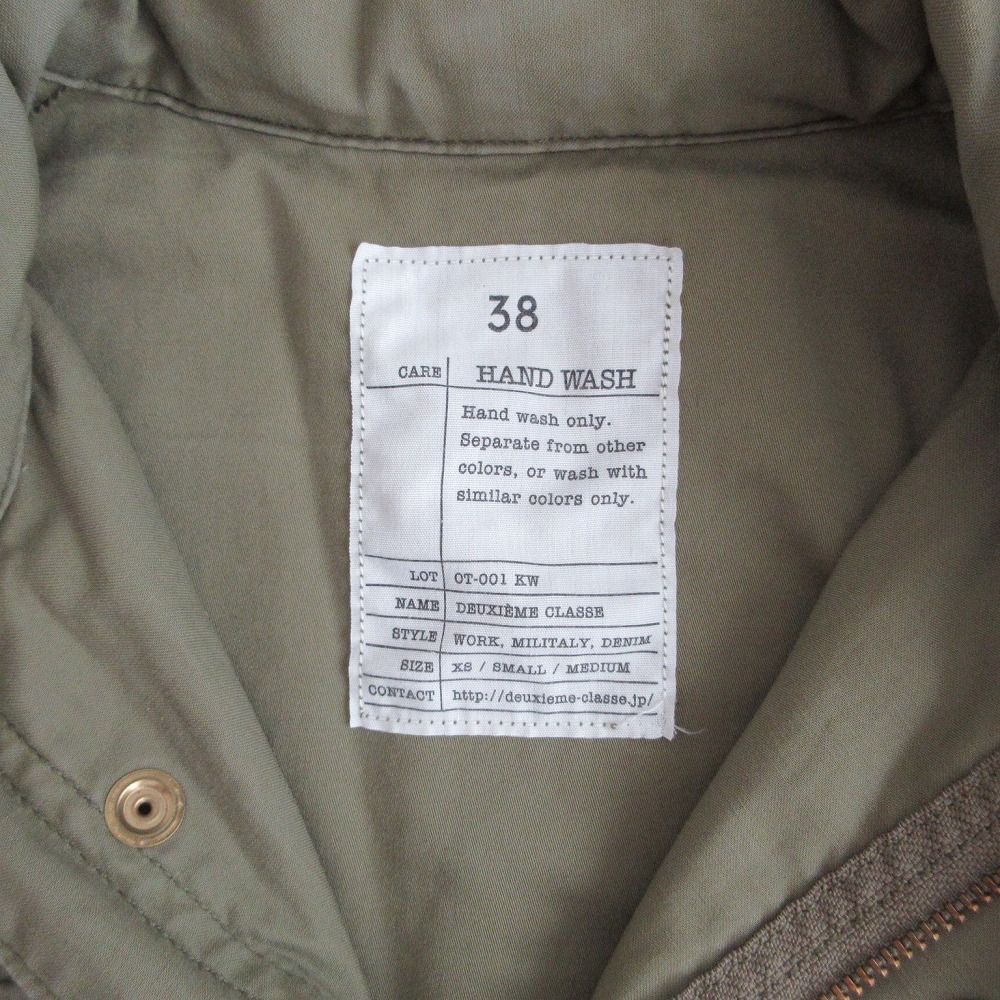 38
CARE HAND WASH
Hand wash only.
Separate from other
colors, or wash with
similar colors only.
LOT OT-001 KW
NAME DEUXIÈME CLASSE
STYLE WORK, MILITALY, DENIM
SIZE XS / SMALL / MEDIUM
CONTACT http://deuxieme-classe.jp/